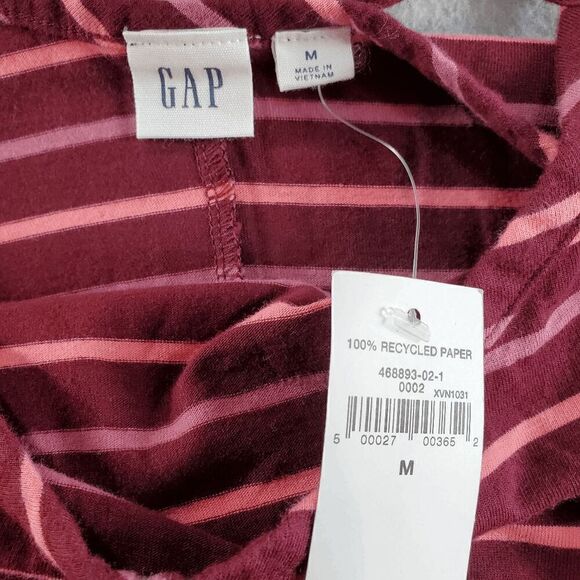 GAP
M
MADE IN
VIETNAM
100% RECYCLED PAPER
468893-02-1
0002 XVN1031
5 00027 00365 2
M